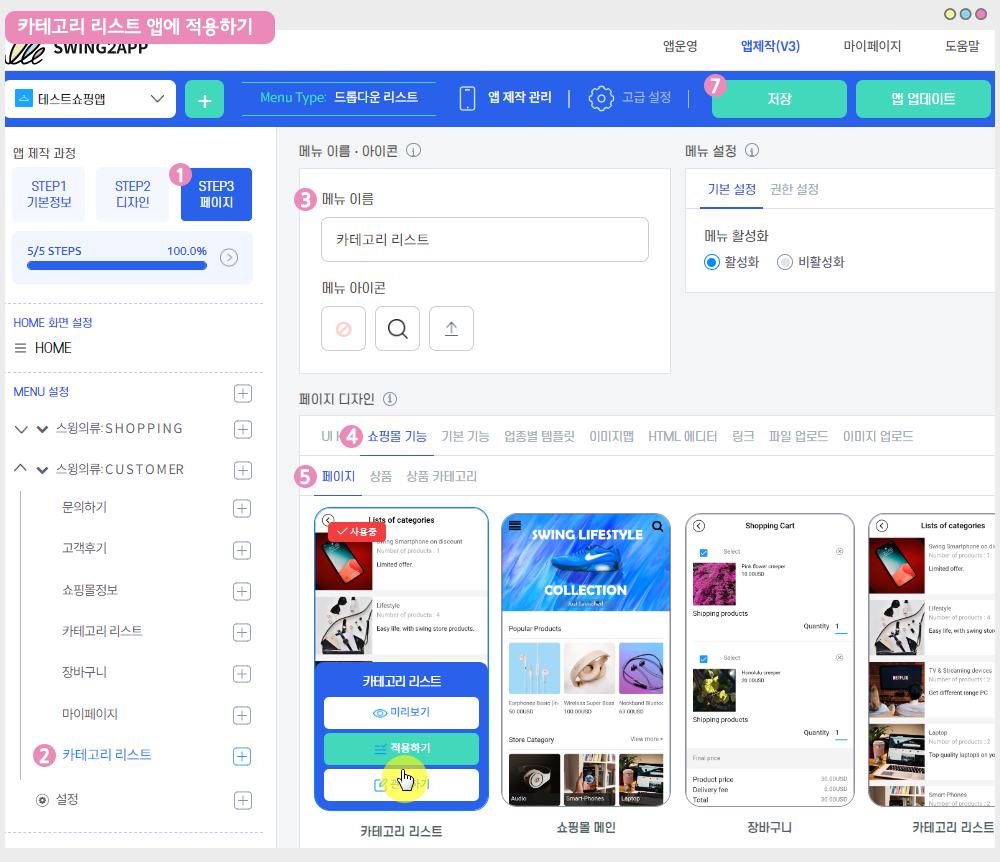 카테고리 리스트 앱에 적용하기
SWING2APP
앱운영
앱제작(V3)
마이페이지
도움말
테스트쇼핑앱
+
Menu Type: 드롭다운 리스트
앱 제작 관리
고급 설정
7
저장
앱 업데이트
앱 제작 과정
1
STEP1
기본정보
STEP2
디자인
STEP3
페이지
5/5 STEPS
100.0%
HOME 화면 설정
HOME
MENU 설정
스윙의류:SHOPPING
스윙의류:CUSTOMER
문의하기
고객후기
쇼핑몰정보
카테고리 리스트
장바구니
마이페이지
2 카테고리 리스트
설정
메뉴 이름 · 아이콘
3 메뉴 이름
카테고리 리스트
메뉴 아이콘
메뉴 설정
기본 설정
권한 설정
메뉴 활성화
활성화
비활성화
페이지 디자인
UI
4 쇼핑몰 기능
기본 기능
업종별 템플릿
이미지맵
HTML 에디터
링크
파일 업로드
이미지 업로드
5 페이지
상품
상품 카테고리
Lists of categories
사용중
Swing Smartphone on discount
Number of products : 1
Limited offer.
Lifestyle
Number of products : 4
Easy life, with swing store products.
카테고리 리스트
미리보기
적용하기
카테고리 리스트
SWING LIFESTYLE
COLLECTION
Just launched
Popular Products
Earphones Basic (in-
50.00USD
Wireless Super Bass
100.00USD
Neckband Bluetoo
63.00USD
Store Category
View more
Audio
Smart-Phones
Laptop
쇼핑몰 메인
Shopping Cart
Select
Pink flower creeper
10.00USD
Shipping products
Quantity 1
Select
Honolulu creeper
20.00USD
Shipping products
Quantity 1
Final price
Product price 30.00USD
Delivery fee 0.00USD
Total 30.00USD
장바구니
Lists of categories
Swing Smartphone on di
Number of products : 1
Limited offer.
Lifestyle
Number of products : 4
Easy life, with swing store
TV & Streaming devices
Number of products : 2
Get different range PC
Laptop
Number of products : 2
Top quality laptops on yo
Smart-Phones
Number of products : 2
카테고리 리스트